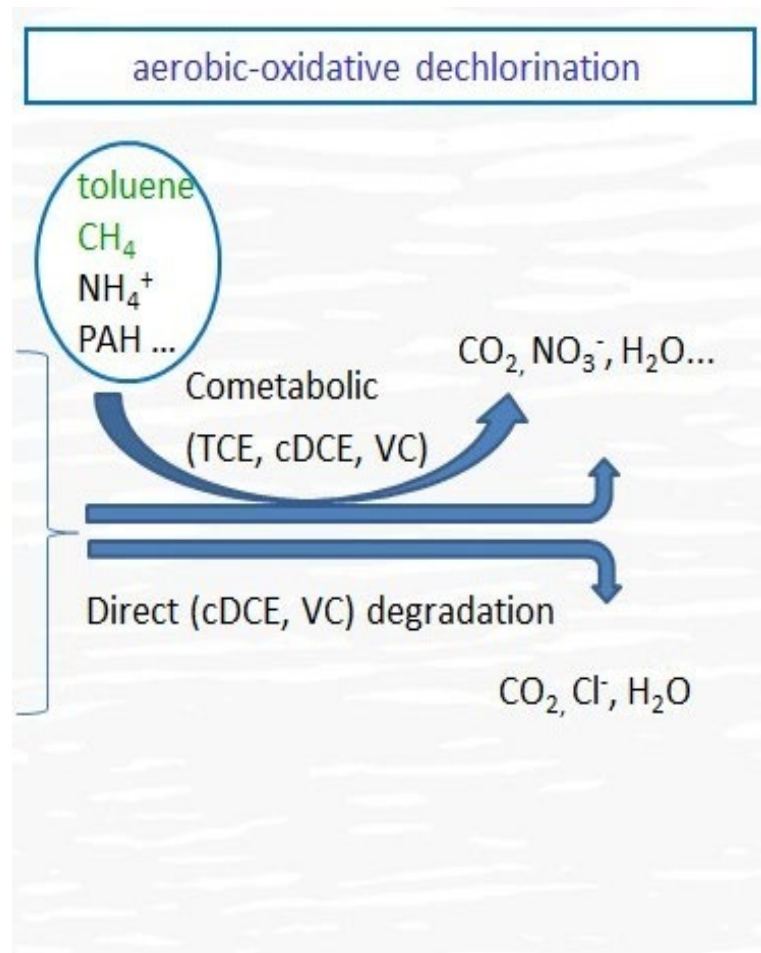 aerobic-oxidative dechlorination
toluene
CH₄
NH₄⁺
PAH ...
CO₂, NO₃⁻, H₂O...
Cometabolic
(TCE, cDCE, VC)
Direct (cDCE, VC) degradation
CO₂, Cl⁻, H₂O